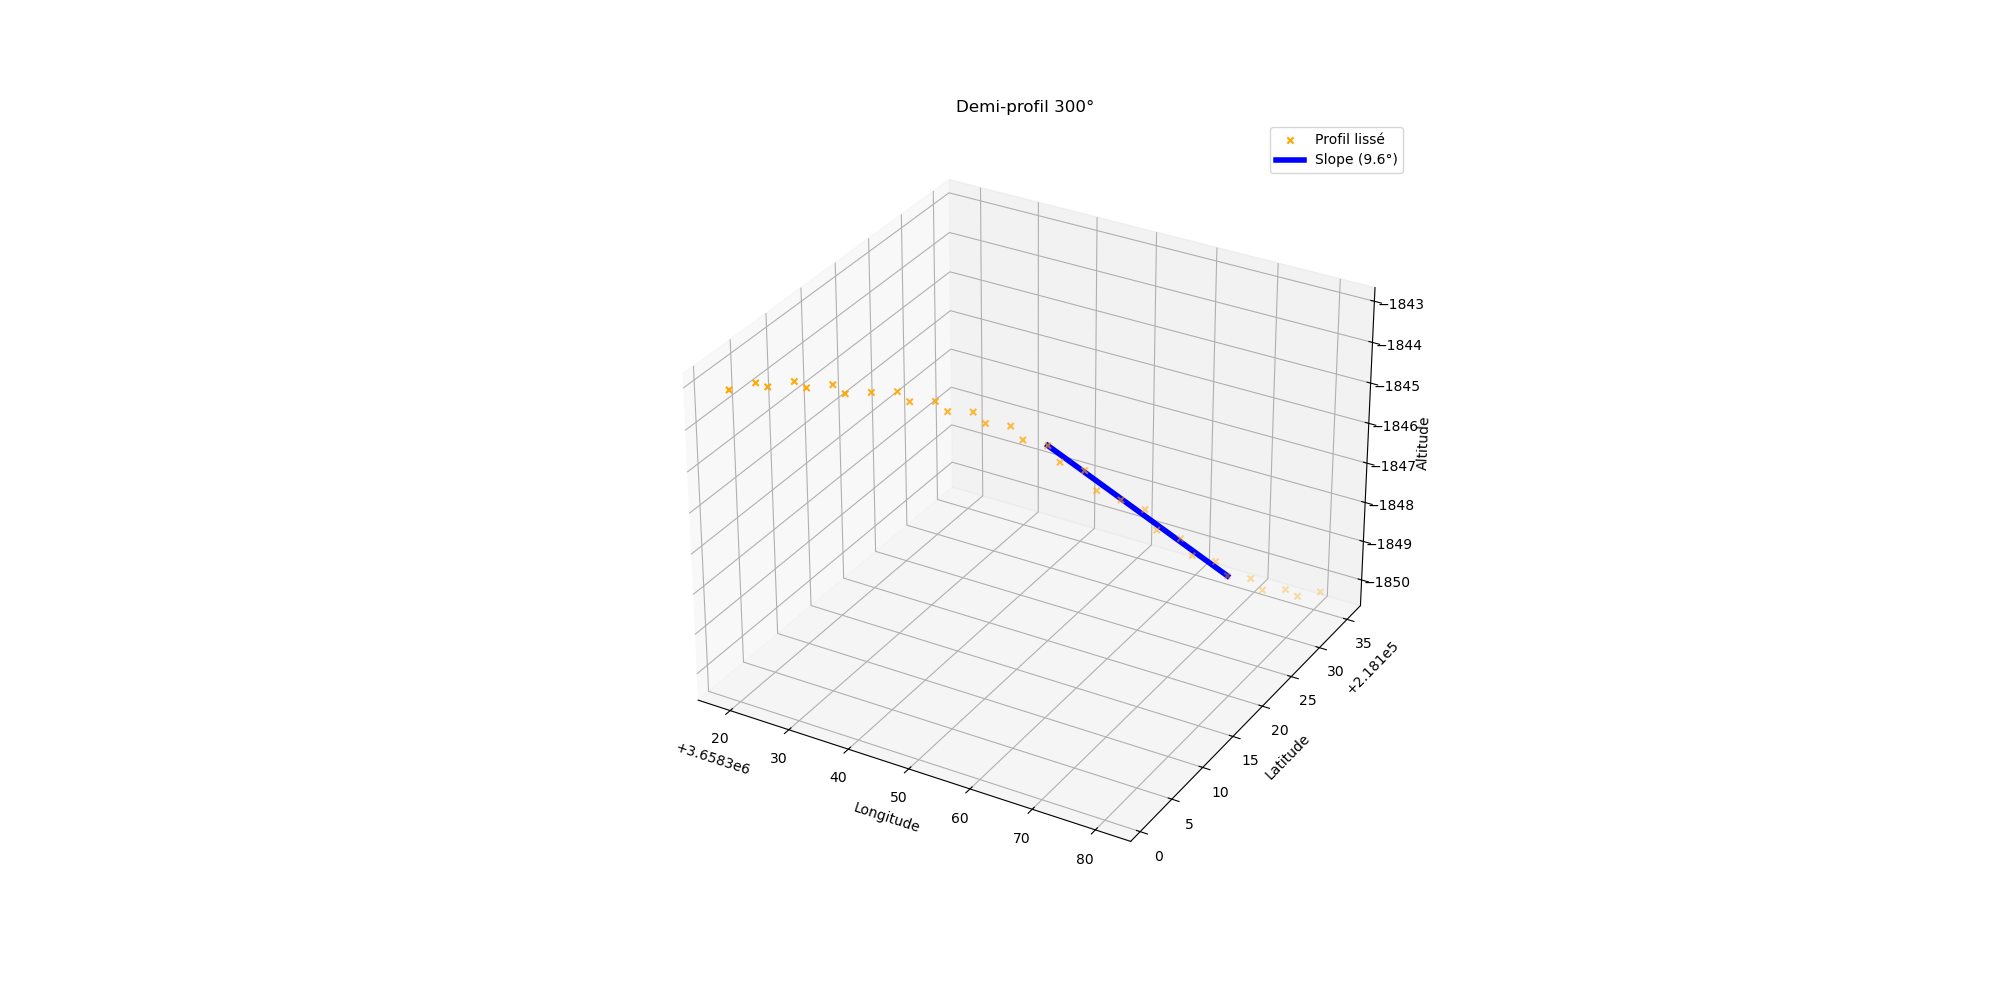 Demi-profil 300°
Profil lissé
Slope (9.6°)
−1843
−1844
−1845
−1846
−1847
−1848
−1849
−1850
Altitude
35
30
25
20
15
10
5
0
+2.181e5
Latitude
20
30
40
50
60
70
80
+3.6583e6
Longitude